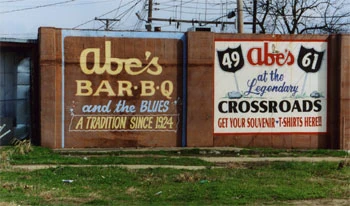 Abe's
BAR-B-Q
and the BLUES
A TRADITION SINCE 1924
49 Abe's 61
at the
Legendary
CROSSROADS
GET YOUR SOUVENIR-T-SHIRTS HERE!!